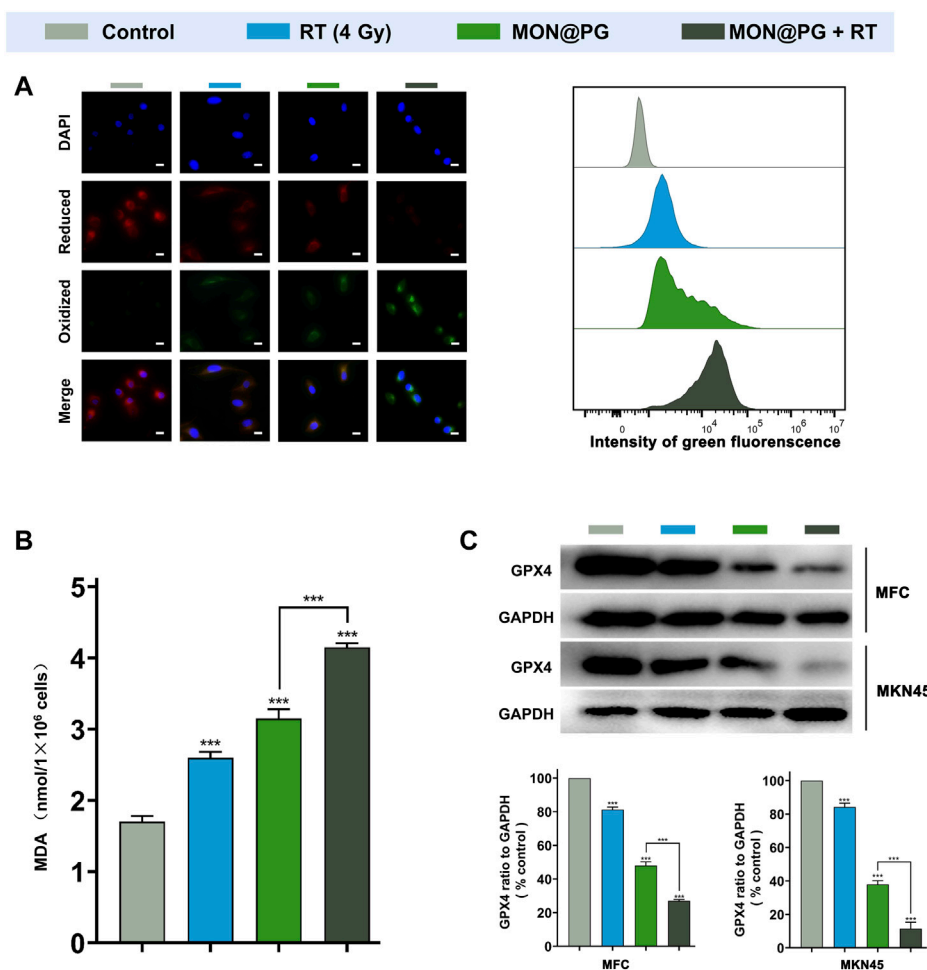 Control RT (4 Gy) MON@PG MON@PG + RT
A
DAPI
Reduced
Oxidized
Merge
0 10⁴ 10⁵ 10⁶ 10⁷
Intensity of green fluorenscence
B
MDA (nmol/1×10⁶ cells)
5
4
3
2
1
0
***
***
***
***
C
GPX4
GAPDH
MFC
GPX4
GAPDH
MKN45
GPX4 ratio to GAPDH
( % control )
100
80
60
40
20
0
***
***
***
***
MFC
GPX4 ratio to GAPDH
( % control )
100
80
60
40
20
0
***
***
***
***
MKN45